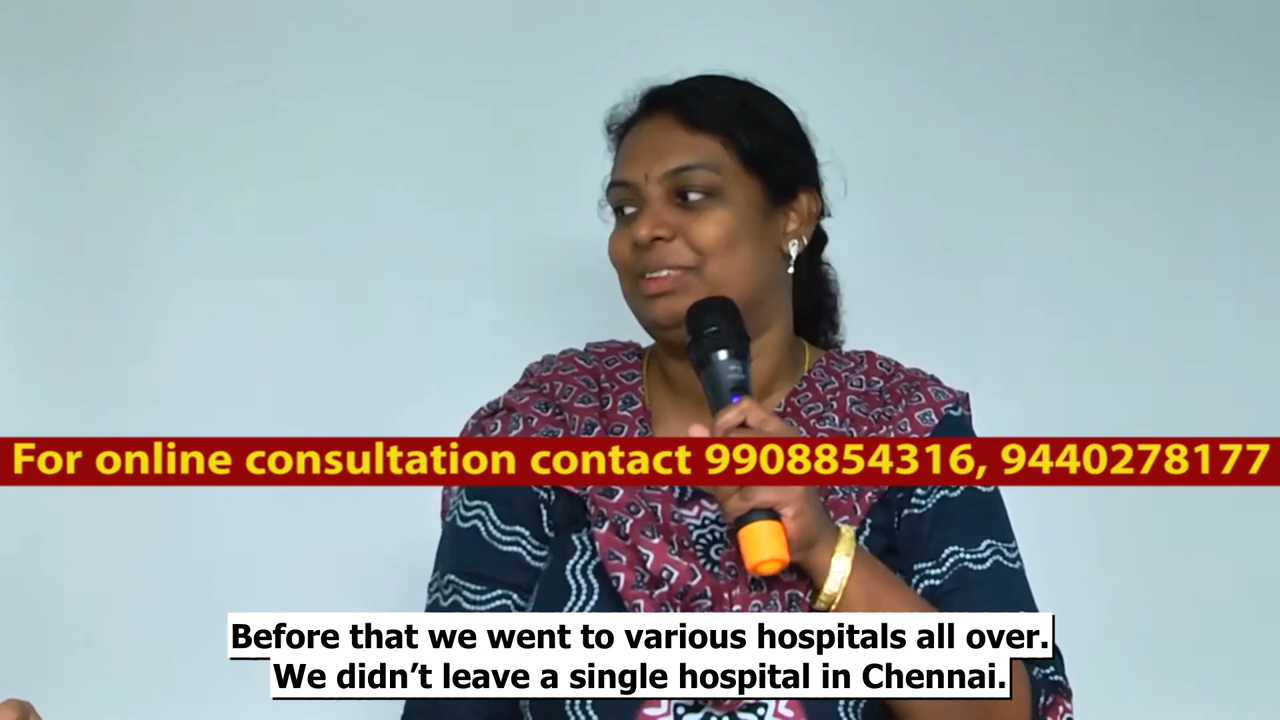 For online consultation contact 9908854316, 9440278177
Before that we went to various hospitals all over.
We didn’t leave a single hospital in Chennai.